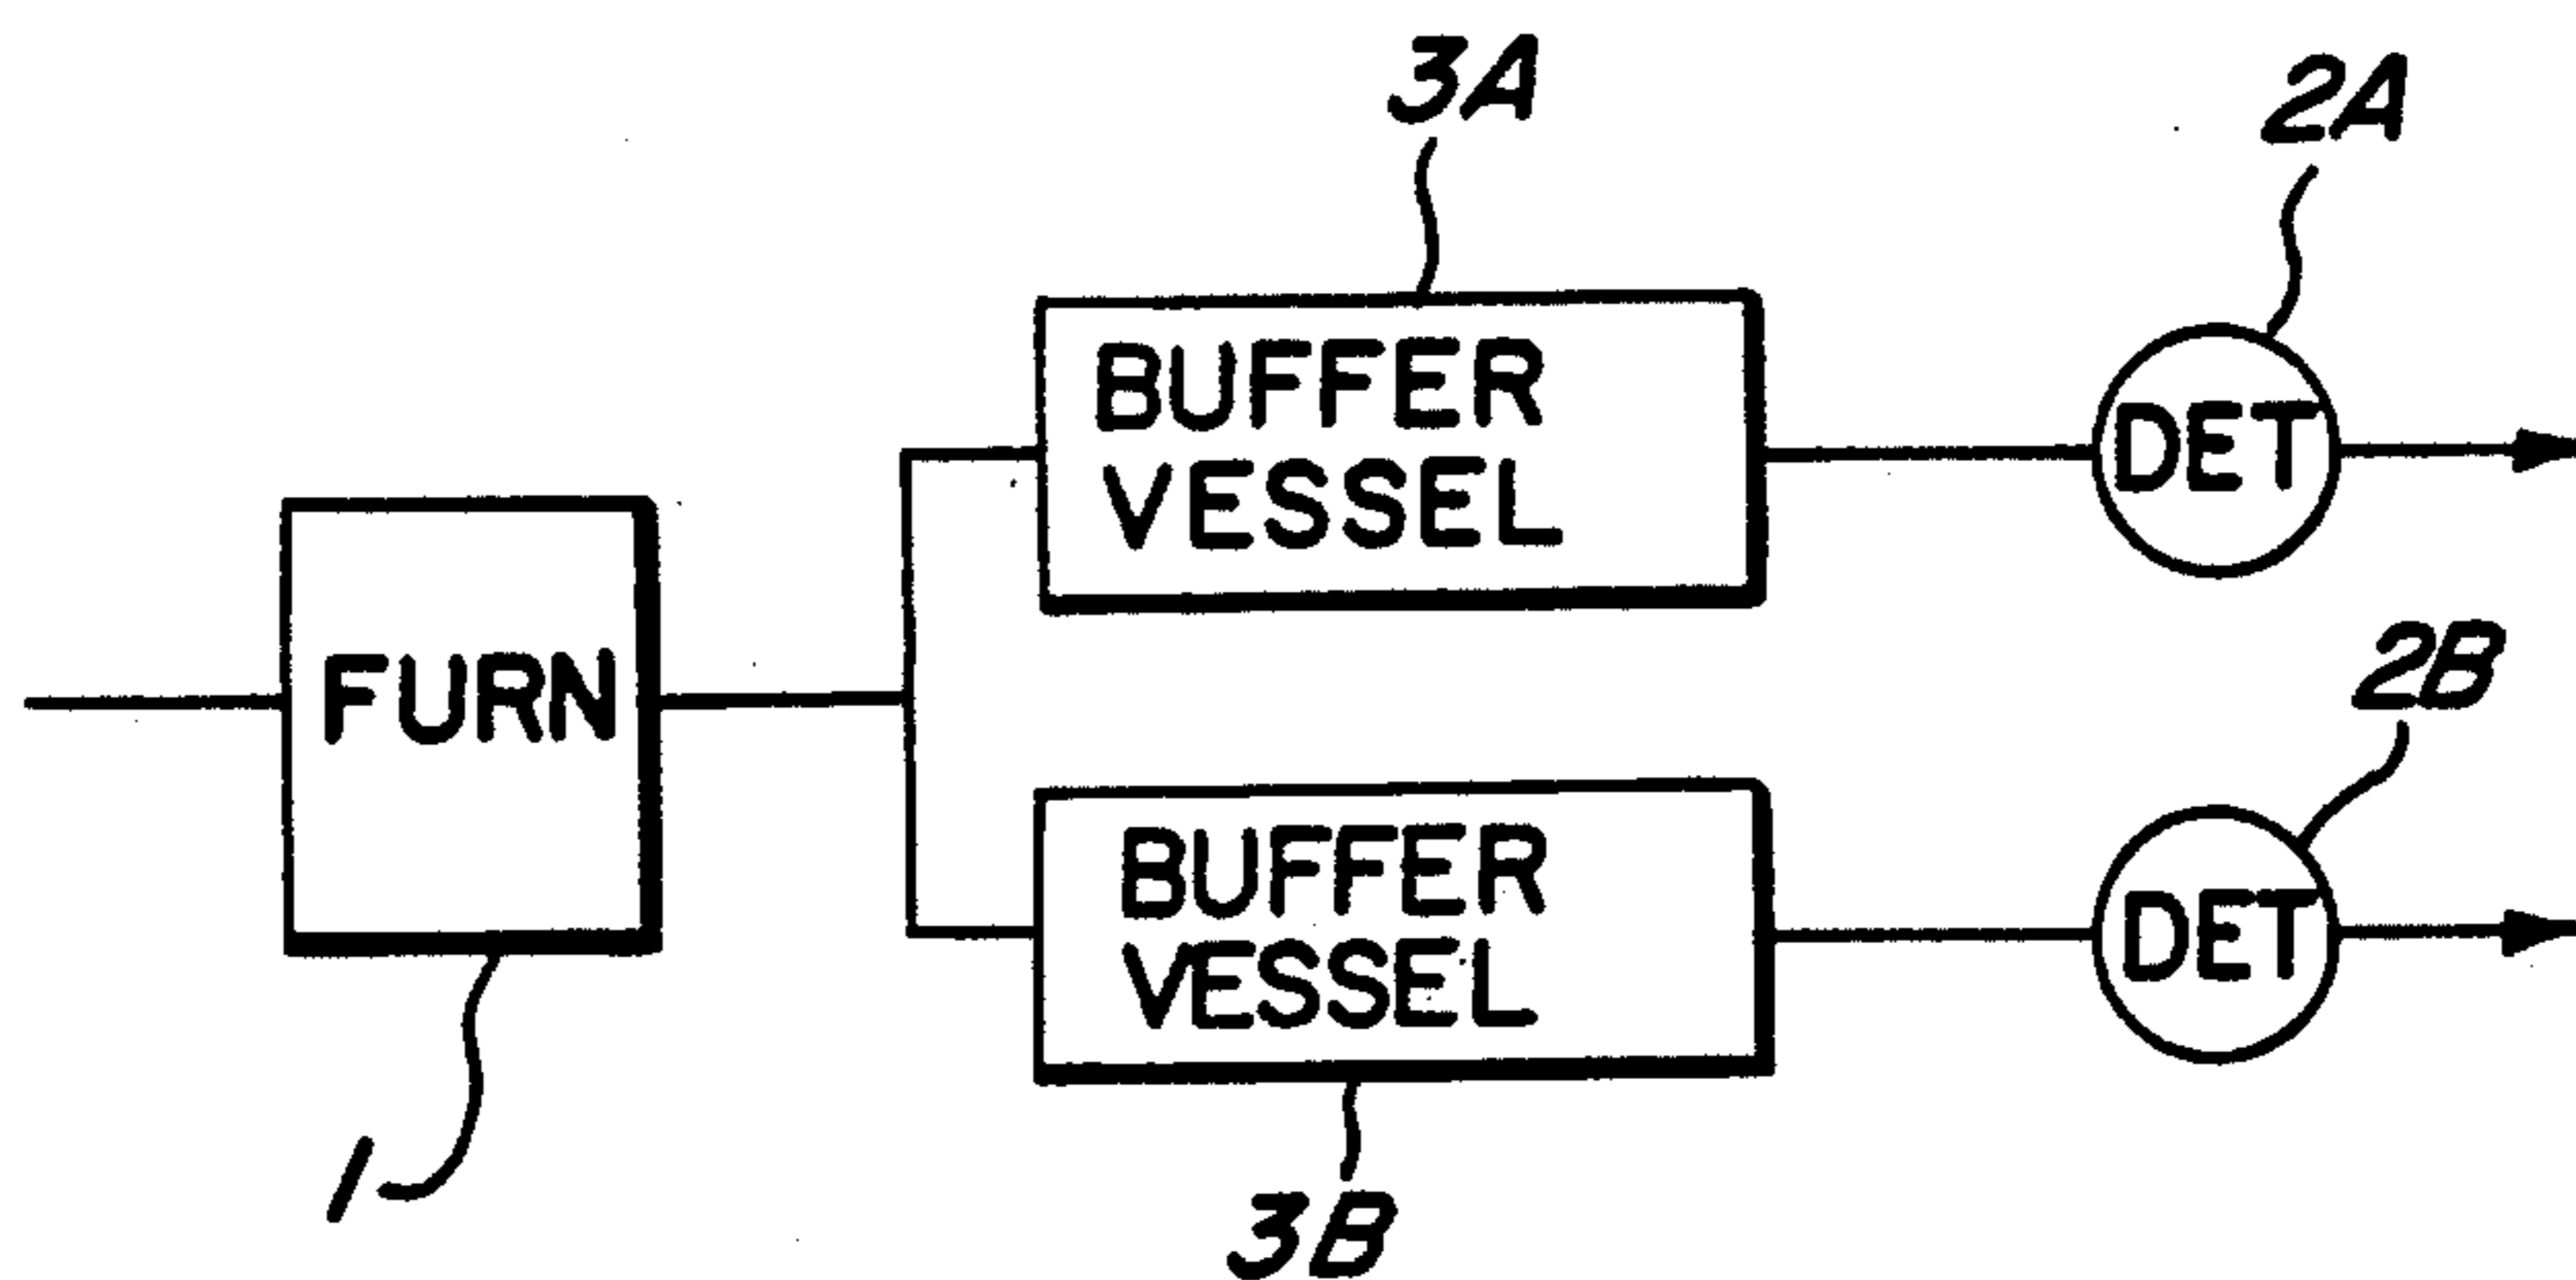 3A
2A
BUFFER
VESSEL
DET
2B
FURN
BUFFER
VESSEL
DET
1
3B